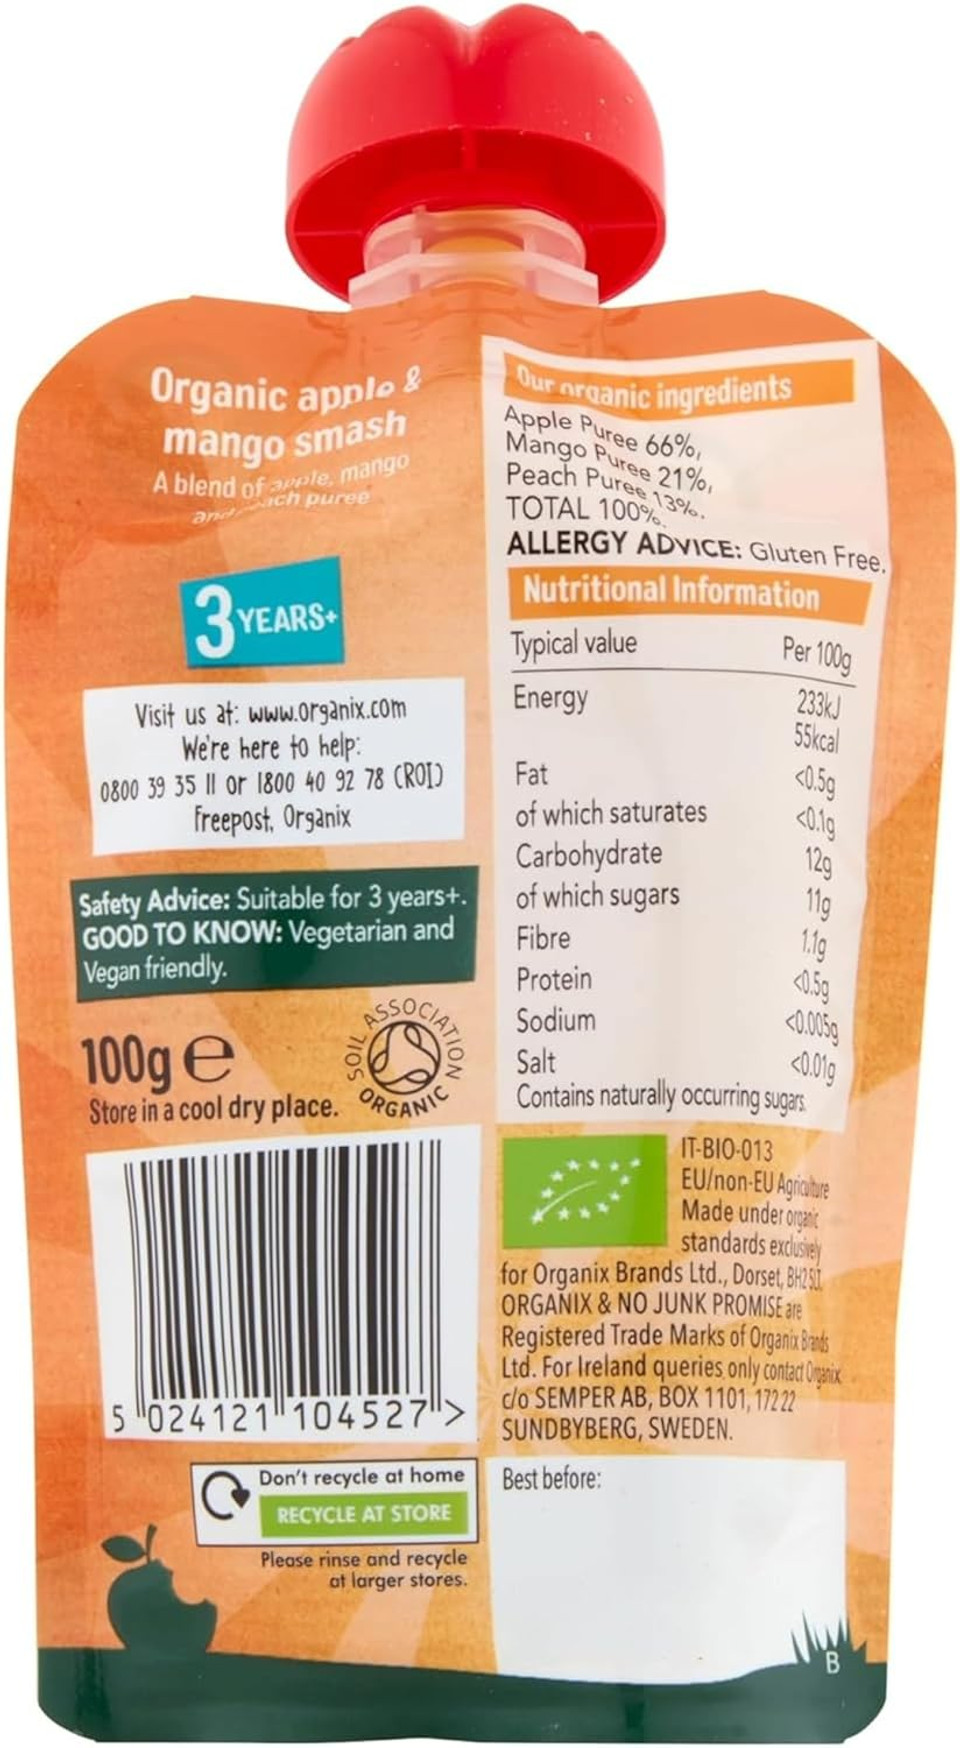 Organic apple &
mango smash
A blend of apple, mango
and peach puree
3 YEARS+
Visit us at: www.organix.com
We're here to help:
0800 39 35 11 or 1800 40 92 78 (ROI)
Freepost, Organix
Safety Advice: Suitable for 3 years+.
GOOD TO KNOW: Vegetarian and
Vegan friendly.
100g e
Store in a cool dry place.
SOIL ASSOCIATION
ORGANIC
5 024121 104527 >
Don't recycle at home
RECYCLE AT STORE
Please rinse and recycle
at larger stores.
Our organic ingredients
Apple Puree 66%,
Mango Puree 21%,
Peach Puree 13%.
TOTAL 100%.
ALLERGY ADVICE: Gluten Free.
Nutritional Information
Typical value Per 100g
Energy 233kJ
55kcal
Fat <0.5g
of which saturates <0.1g
Carbohydrate 12g
of which sugars 11g
Fibre 1.1g
Protein <0.5g
Sodium <0.005g
Salt <0.01g
Contains naturally occurring sugars.
IT-BIO-013
EU/non-EU Agriculture
Made under organic
standards exclusively
for Organix Brands Ltd., Dorset, BH2 5LT.
ORGANIX & NO JUNK PROMISE are
Registered Trade Marks of Organix Brands
Ltd. For Ireland queries only contact Organix
c/o SEMPER AB, BOX 1101, 172 22
SUNDBYBERG, SWEDEN.
Best before:
B